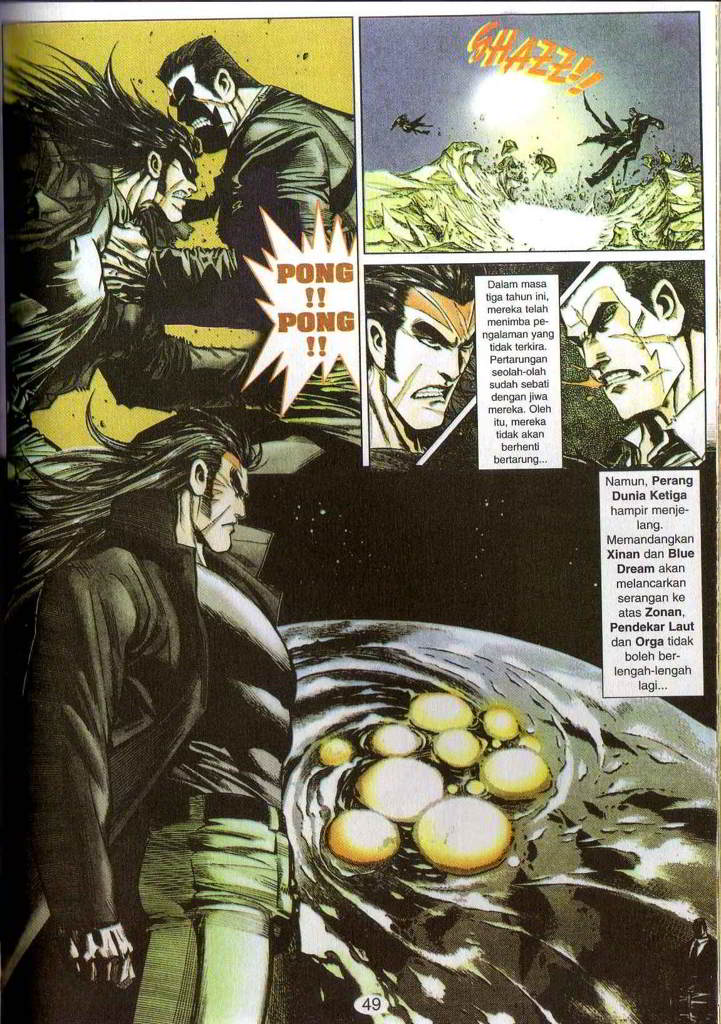 GHAZZ!!
PONG
!!
PONG
!!
Dalam masa
tiga tahun ini,
mereka telah
menimba pe-
ngalaman yang
tidak terkira.
Pertarungan
seolah-olah
sudah sebati
dengan jiwa
mereka. Oleh
itu, mereka
tidak akan
berhenti
bertarung...
Namun, Perang
Dunia Ketiga
hampir menje-
lang.
Memandangkan
Xinan dan Blue
Dream akan
melancarkan
serangan ke
atas Zonan,
Pendekar Laut
dan Orga tidak
boleh ber-
lengah-lengah
lagi...
49